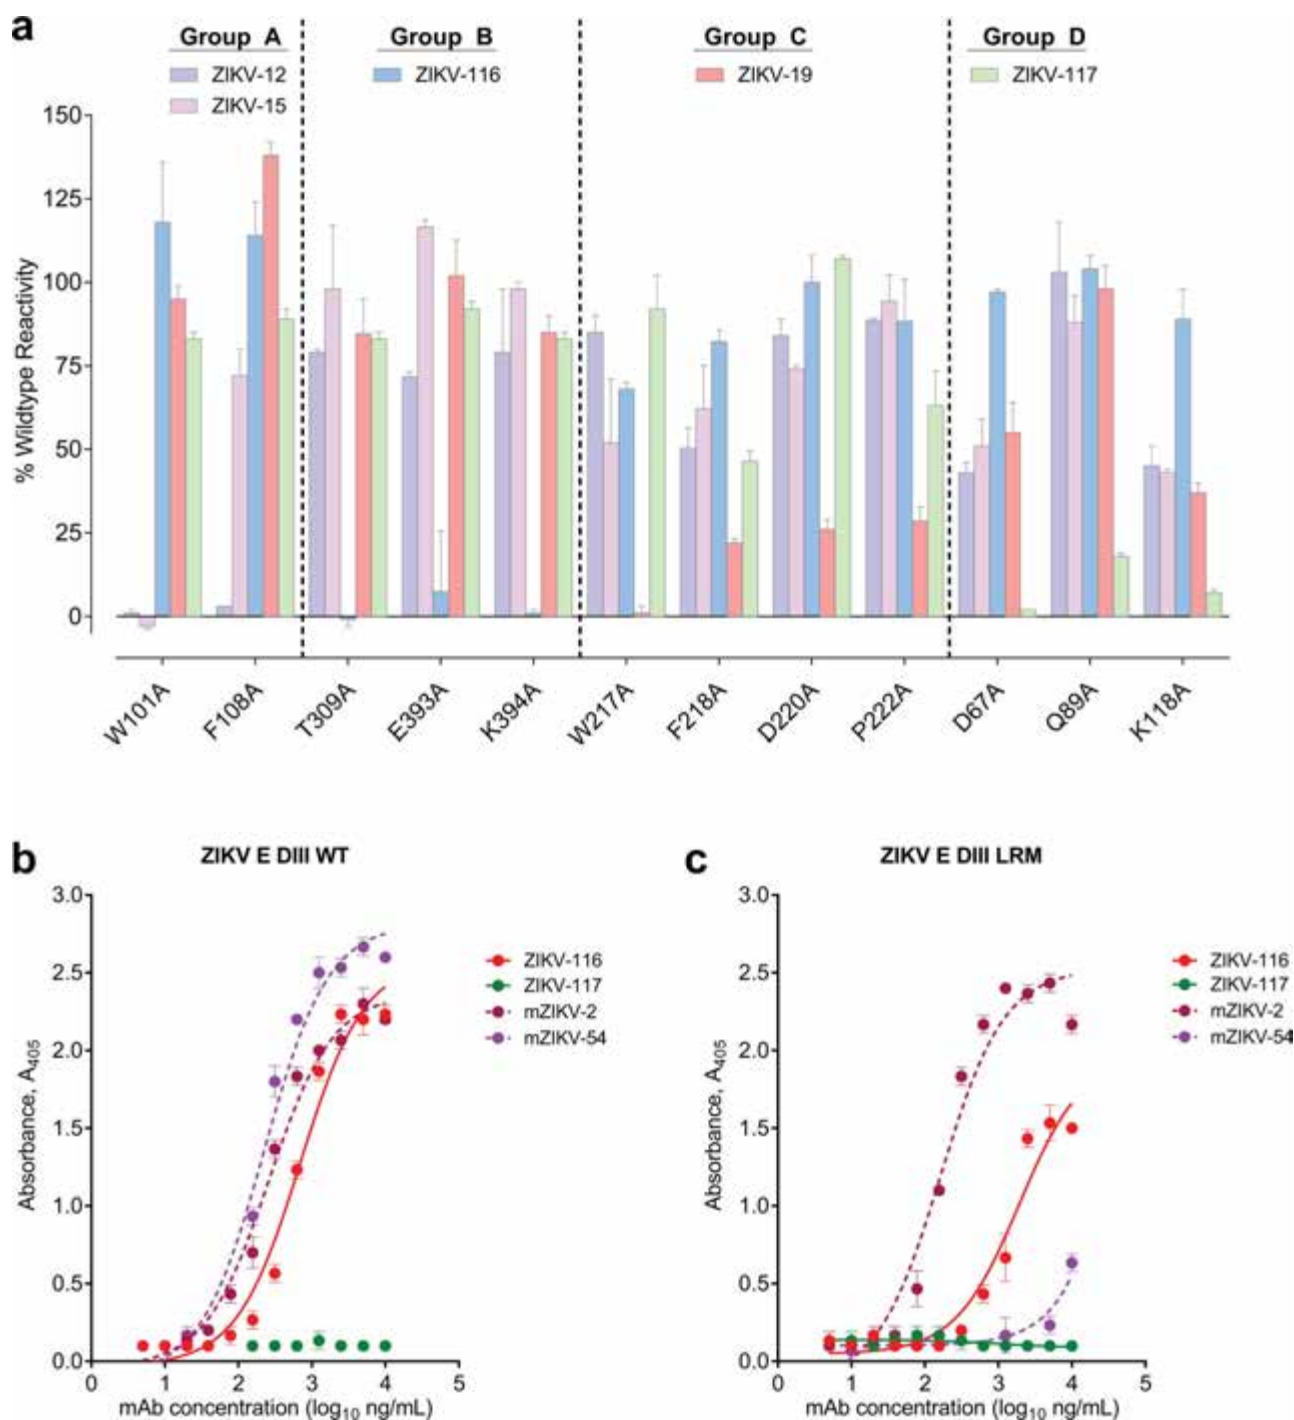 a
Group A
Group B
Group C
Group D
ZIKV-12
ZIKV-116
ZIKV-19
ZIKV-117
ZIKV-15
% Wildtype Reactivity
150
125
100
75
50
25
0
W101A
F108A
T309A
E393A
K394A
W217A
F218A
D220A
P222A
D67A
Q89A
K118A
b
ZIKV E DIII WT
Absorbance, A405
3.0
2.5
2.0
1.5
1.0
0.5
0.0
0 1 2 3 4 5
mAb concentration (log10 ng/mL)
ZIKV-116
ZIKV-117
mZIKV-2
mZIKV-54
c
ZIKV E DIII LRM
Absorbance, A405
3.0
2.5
2.0
1.5
1.0
0.5
0.0
0 1 2 3 4 5
mAb concentration (log10 ng/mL)
ZIKV-116
ZIKV-117
mZIKV-2
mZIKV-54